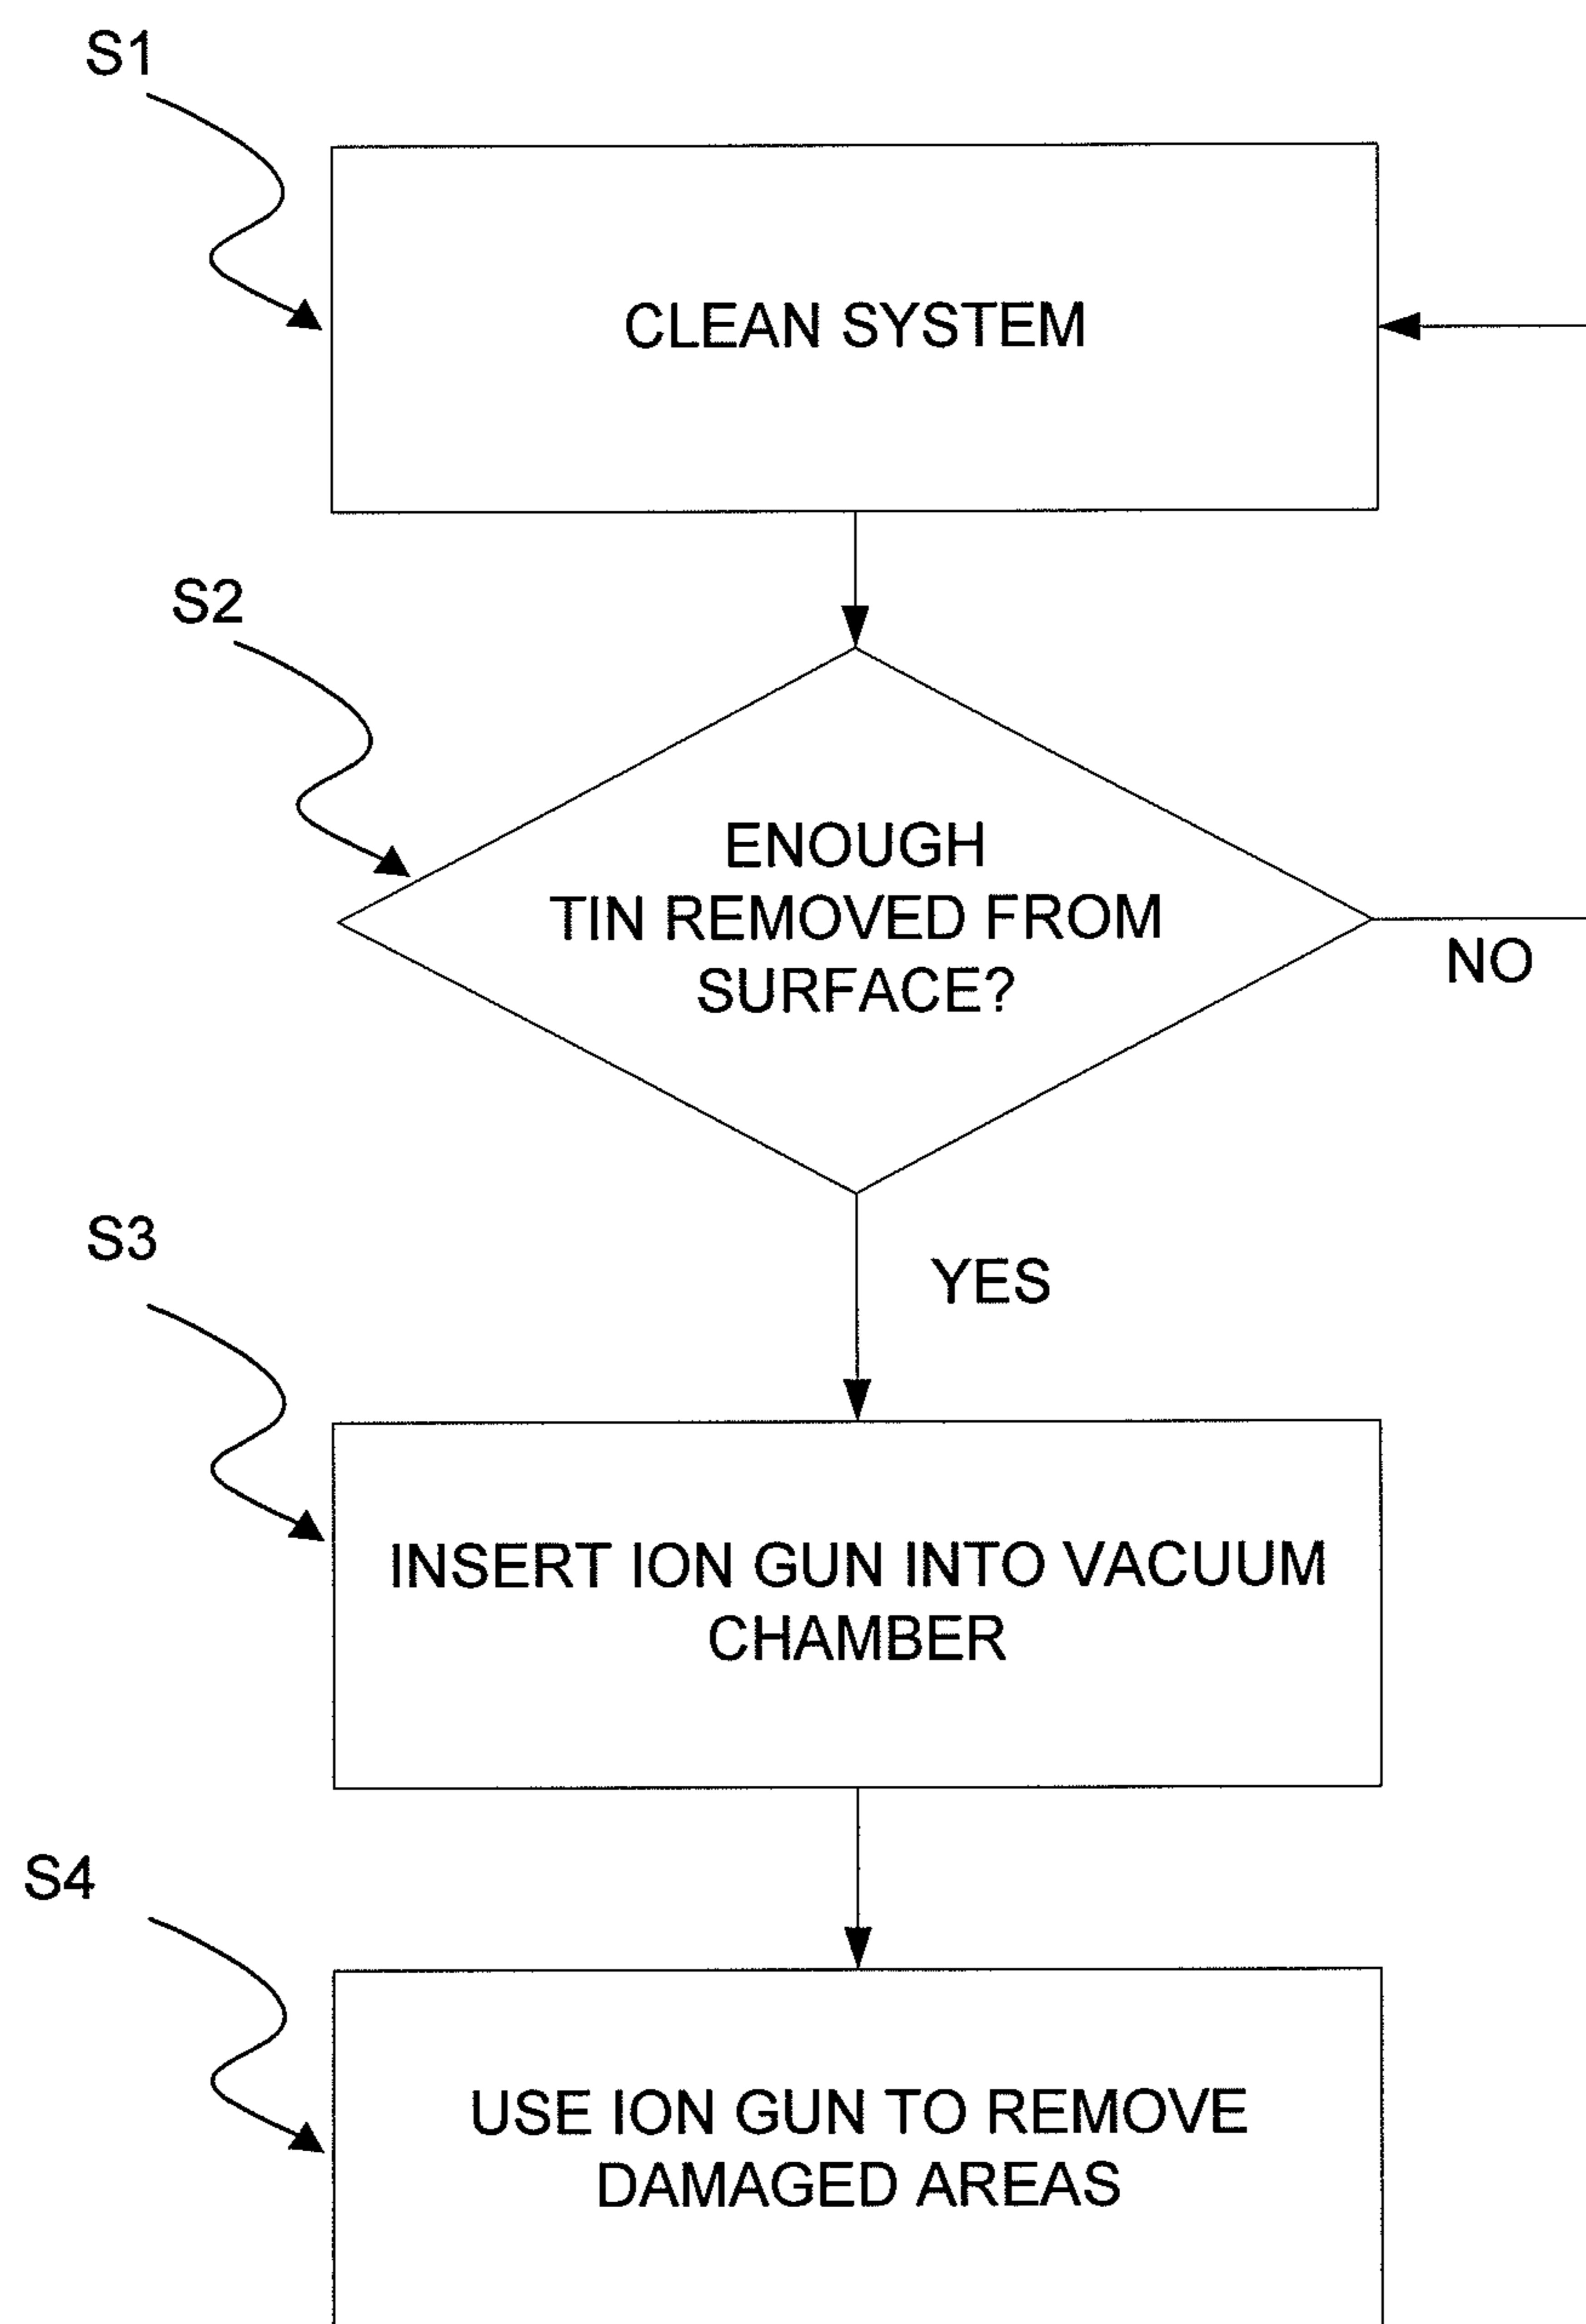 S1
CLEAN SYSTEM
S2
ENOUGH
TIN REMOVED FROM
SURFACE?
NO
YES
S3
INSERT ION GUN INTO VACUUM
CHAMBER
S4
USE ION GUN TO REMOVE
DAMAGED AREAS